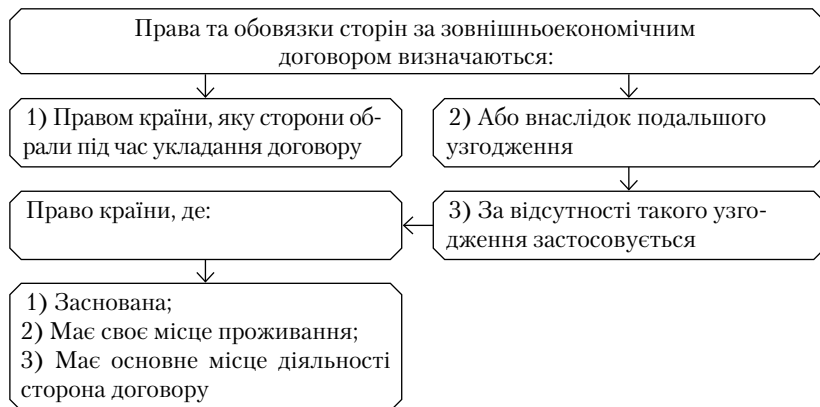 Права та обовязки сторін за зовнішньоекономічним
договором визначаються:
1) Правом країни, яку сторони об-
рали під час укладання договору
2) Або внаслідок подальшого
узгодження
3) За відсутності такого узго-
дження застосовується
Право країни, де:
1) Заснована;
2) Має своє місце проживання;
3) Має основне місце діяльності
сторона договору